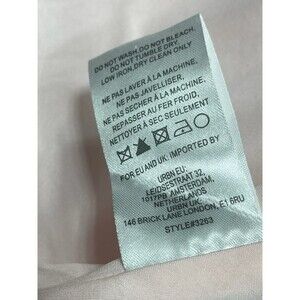 DO NOT WASH, DO NOT BLEACH,
DO NOT TUMBLE DRY,
LOW IRON, DRY CLEAN ONLY
NE PAS LAVER À LA MACHINE.
NE PAS JAVELLISER.
NE PAS SÉCHER À LA MACHINE.
REPASSER AU FER FROID.
NETTOYER À SEC SEULEMENT
FOR EU AND UK. IMPORTED BY
URBN EU:
LEIDSESTRAAT 32,
1017PB AMSTERDAM,
NETHERLANDS
URBN UK:
146 BRICK LANE LONDON, E1 6RU
STYLE#3263